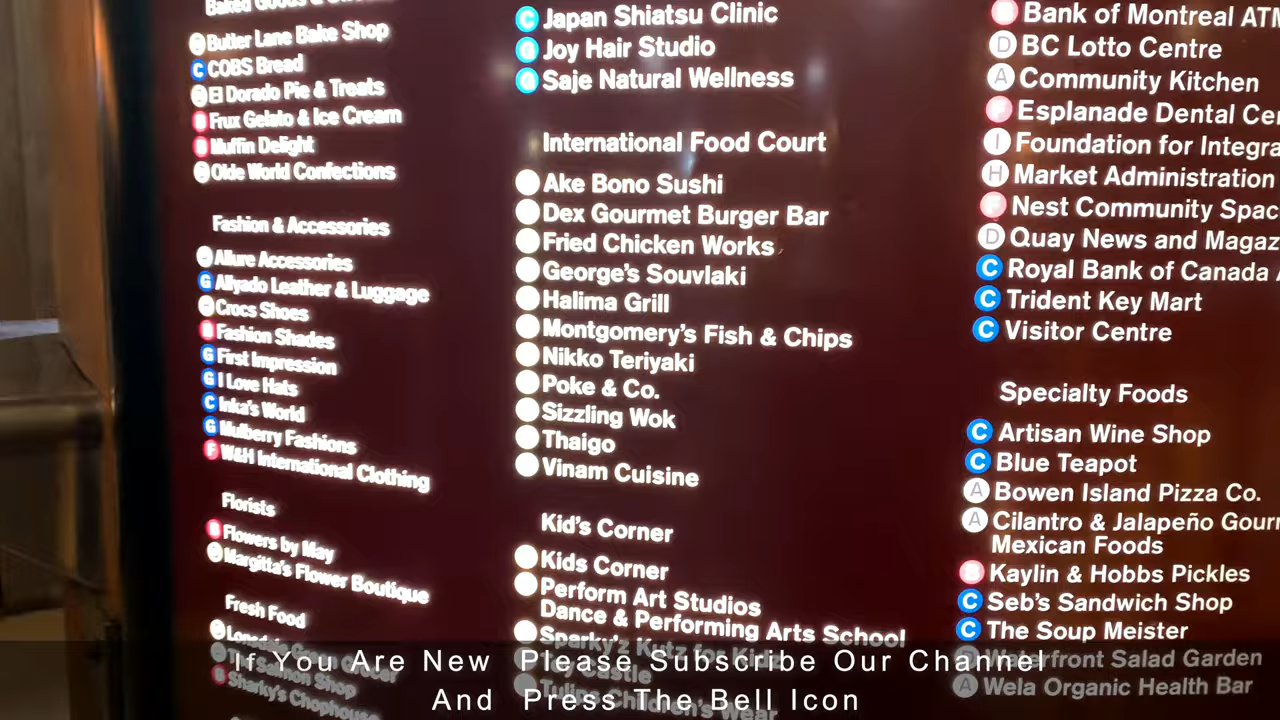 Baked Goods &
Butter Lane Bake Shop
C COBS Bread
El Dorado Pie & Treats
B Frux Gelato & Ice Cream
B Muffin Delight
Olde World Confections
Fashion & Accessories
Allure Accessories
G Allyado Leather & Luggage
Crocs Shoes
B Fashion Shades
G First Impression
G I Love Hats
C Inka's World
G Mulberry Fashions
F W&H International Clothing
Florists
B Flowers by May
Margitta's Flower Boutique
Fresh Food
Salmon Shop
B Sharky's Chophouse
C Japan Shiatsu Clinic
G Joy Hair Studio
G Saje Natural Wellness
International Food Court
Ake Bono Sushi
Dex Gourmet Burger Bar
Fried Chicken Works
George's Souvlaki
Halima Grill
Montgomery's Fish & Chips
Nikko Teriyaki
Poke & Co.
Sizzling Wok
Thaigo
Vinam Cuisine
Kid's Corner
Kids Corner
Perform Art Studios
Dance & Performing Arts School
Sparky'z Kutz for Kidz
Castle
Tulips Children's Wear
Bank of Montreal ATM
D BC Lotto Centre
A Community Kitchen
F Esplanade Dental
I Foundation for
H Market Administration
F Nest Community
D Quay News and
C Royal Bank of Canada
C Trident Key Mart
C Visitor Centre
Specialty Foods
C Artisan Wine Shop
C Blue Teapot
A Bowen Island Pizza Co.
A Cilantro & Jalapeño
Mexican Foods
B Kaylin & Hobbs Pickles
C Seb's Sandwich Shop
C The Soup Meister
Waterfront Salad Garden
A Wela Organic Health Bar
If You Are New Please Subscribe Our Channel
And Press The Bell Icon